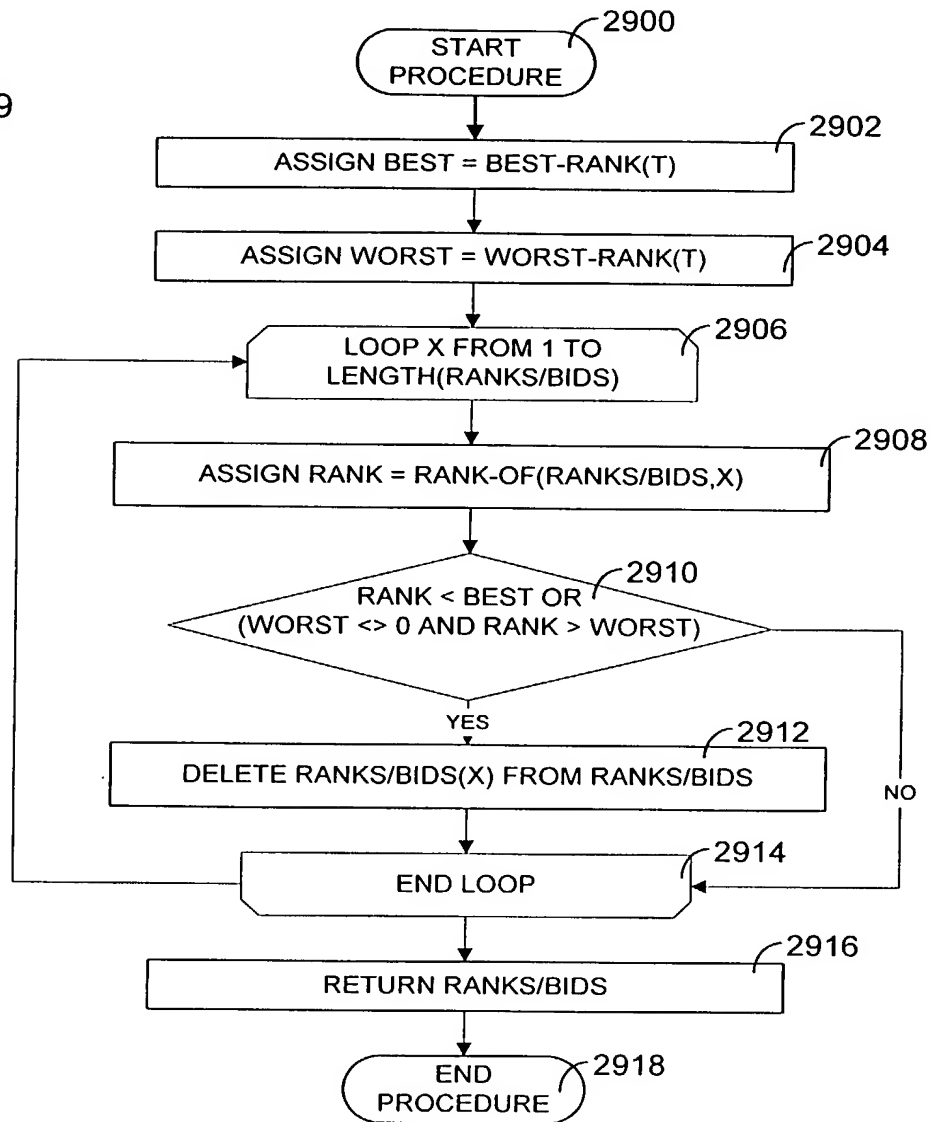 2900
START
PROCEDURE
9
2902
ASSIGN BEST = BEST-RANK(T)
ASSIGN WORST = WORST-RANK(T)
2904
2906
LOOP X FROM 1 TO
LENGTH(RANKS/BIDS)
2908
ASSIGN RANK = RANK-OF(RANKS/BIDS,X)
2910
RANK < BEST OR
(WORST <> 0 AND RANK > WORST)
YES
2912
DELETE RANKS/BIDS(X) FROM RANKS/BIDS
NO
2914
END LOOP
2916
RETURN RANKS/BIDS
2918
END
PROCEDURE